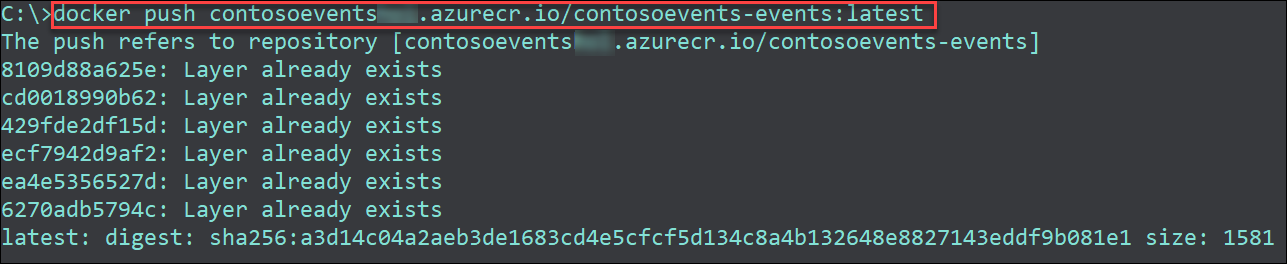 C:\>docker push contosoevents.azurecr.io/contosoevents-events:latest
The push refers to repository [contosoevents.azurecr.io/contosoevents-events]
8109d88a625e: Layer already exists
cd0018990b62: Layer already exists
429fde2df15d: Layer already exists
ecf7942d9af2: Layer already exists
ea4e5356527d: Layer already exists
6270adb5794c: Layer already exists
latest: digest: sha256:a3d14c04a2aeb3de1683cd4e5cfcf5d134c8a4b132648e8827143eddf9b081e1 size: 1581